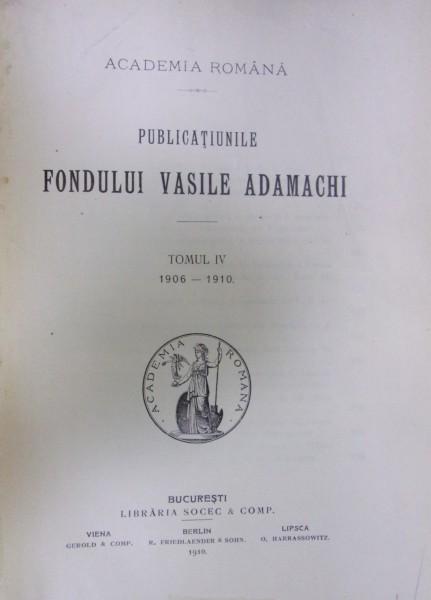 ACADEMIA ROMÂNĂ
PUBLICAŢIUNILE
FONDULUI VASILE ADAMACHI
TOMUL IV
1906 — 1910.
· ACADEMIA ROMANA ·
BUCUREŞTI
LIBRĂRIA SOCEC & COMP.
VIENA BERLIN LIPSCA
GEROLD & COMP. R. FRIEDLAENDER & SOHN. O. HARRASSOWITZ.
1910.